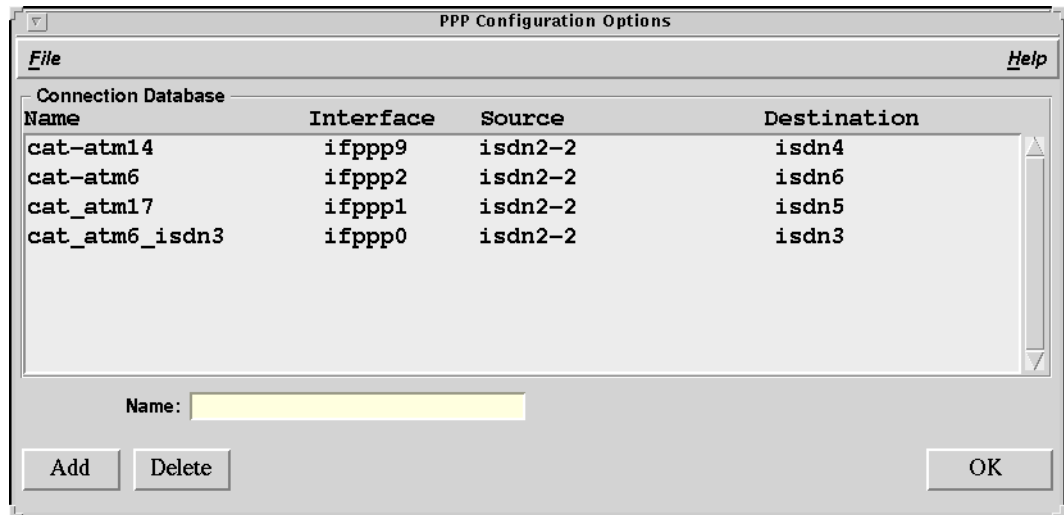 PPP Configuration Options
File Help
Connection Database
Name Interface Source Destination
cat-atm14 ifppp9 isdn2-2 isdn4
cat-atm6 ifppp2 isdn2-2 isdn6
cat_atm17 ifppp1 isdn2-2 isdn5
cat_atm6_isdn3 ifppp0 isdn2-2 isdn3
Name:
Add Delete OK